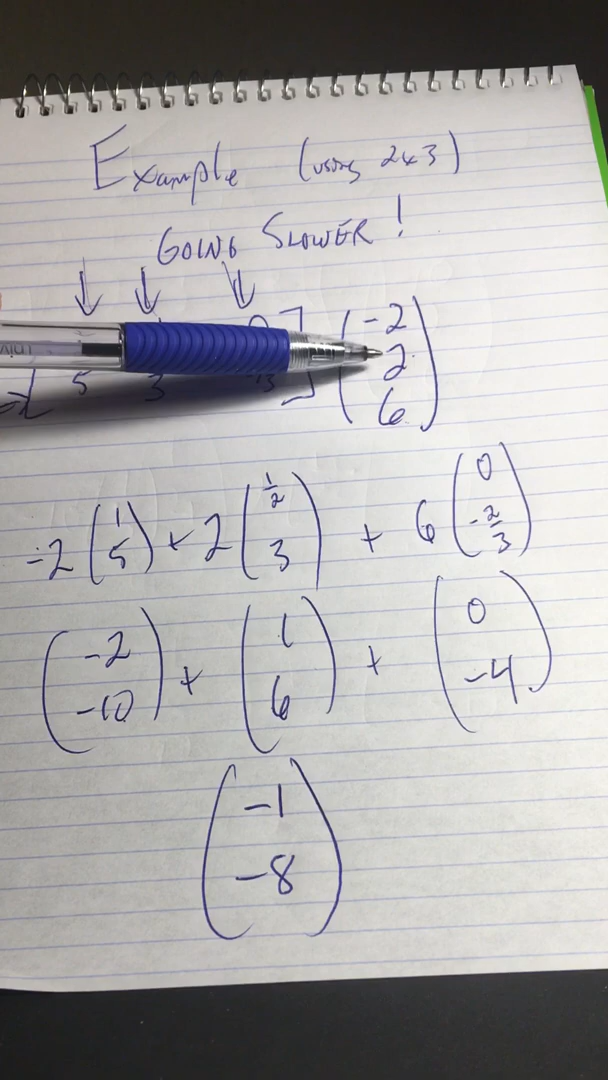 Example (using 2x3)
GOING SLOWER!
5 3 ] ( -2 2 6 )
-2 ( 1 5 ) + 2 ( 1/2 3 ) + 6 ( 0 -2/3 )
( -2 -10 ) + ( 1 6 ) + ( 0 -4 )
( -1 -8 )